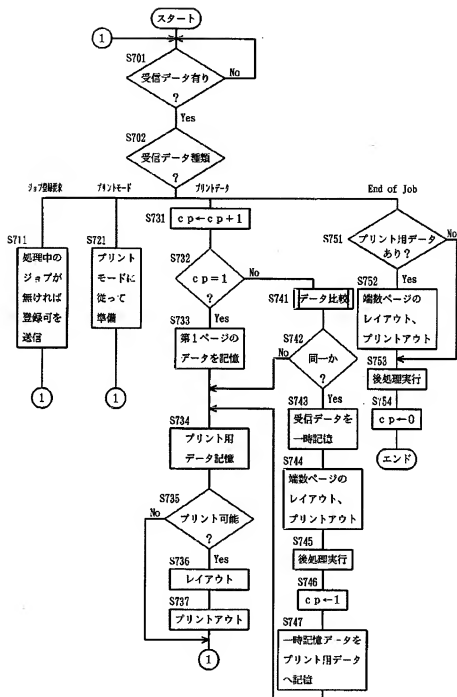 スタート
1
S701
受信データ有り
?
No
Yes
S702
受信データ種類
?
ジョブ登録要求
プリントモード
プリントデータ
End of Job
S711
処理中の
ジョブが
無ければ
登録可を
送信
1
S721
プリント
モードに
従って
準備
1
S731
cp←cp+1
S732
cp=1
?
No
Yes
S733
第1ページの
データを記憶
S734
プリント用
データ記憶
S735
プリント可能
?
No
Yes
S736
レイアウト
S737
プリントアウト
1
S741
データ比較
S742
同一か
?
No
Yes
S743
受信データを
一時記憶
S744
端数ページの
レイアウト、
プリントアウト
S745
後処理実行
S746
cp←1
S747
一時記憶データを
プリント用データ
へ記憶
S751
プリント用データ
あり?
No
Yes
S752
端数ページの
レイアウト、
プリントアウト
S753
後処理実行
S754
cp←0
エンド